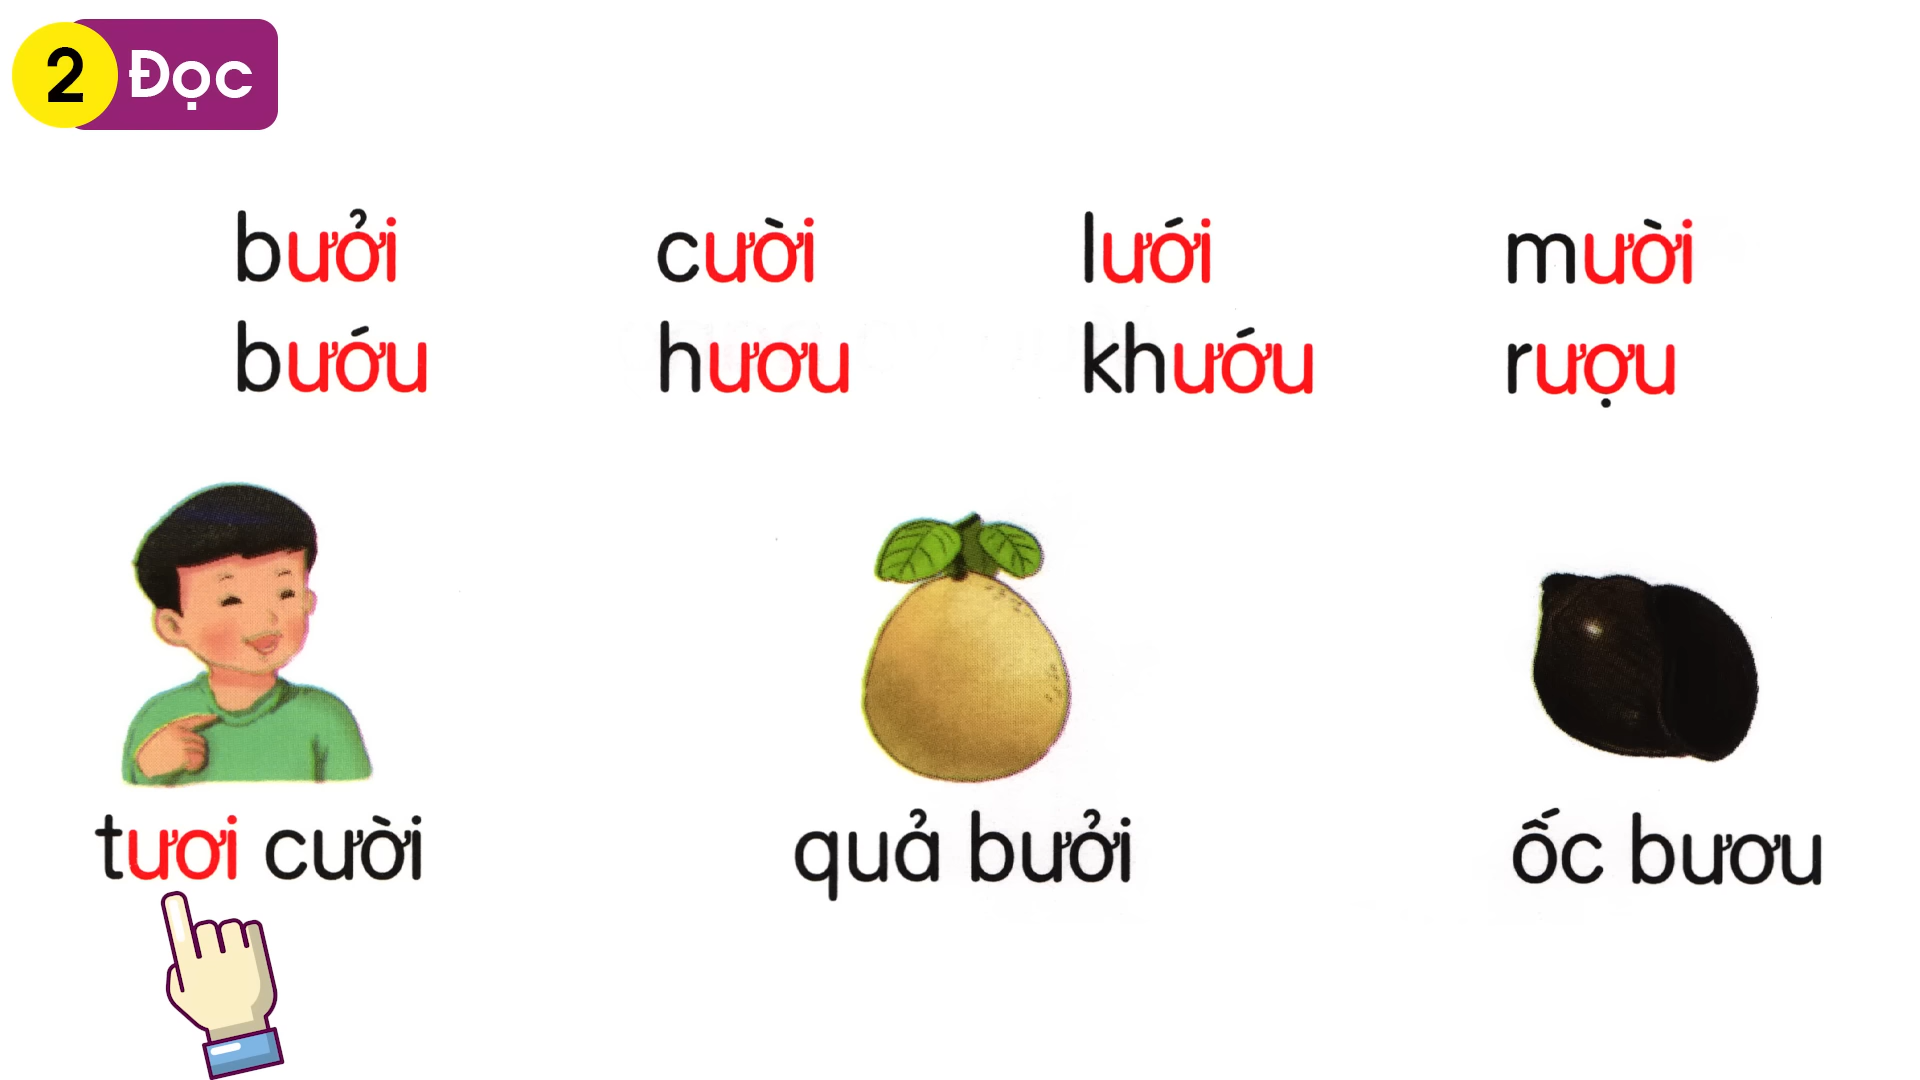 2 Đọc
bưởi cười lưới mười
bướu hươu khướu rượu
tươi cười quả bưởi ốc bươu